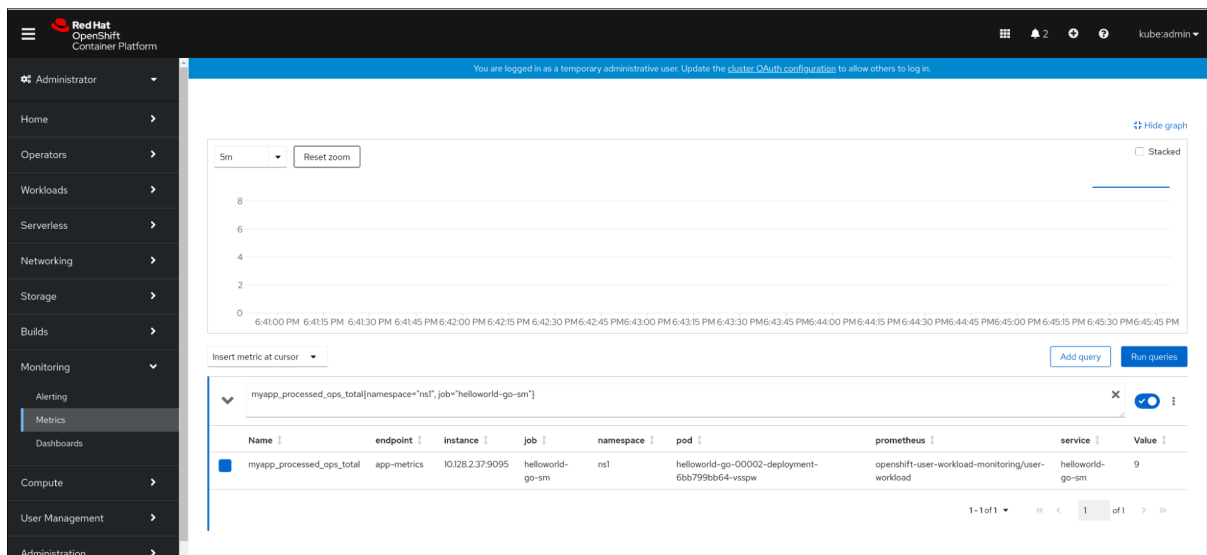 Red Hat
OpenShift
Container Platform
2
kube:admin
Administrator
You are logged in as a temporary administrative user. Update the cluster OAuth configuration to allow others to log in.
Home
Operators
Workloads
Serverless
Networking
Storage
Builds
Monitoring
Alerting
Metrics
Dashboards
Compute
User Management
Administration
Hide graph
5m
Reset zoom
Stacked
8
6
4
2
0
6:41:00 PM 6:41:15 PM 6:41:30 PM 6:41:45 PM 6:42:00 PM 6:42:15 PM 6:42:30 PM 6:42:45 PM 6:43:00 PM 6:43:15 PM 6:43:30 PM 6:43:45 PM 6:44:00 PM 6:44:15 PM 6:44:30 PM 6:44:45 PM 6:45:00 PM 6:45:15 PM 6:45:30 PM 6:45:45 PM
Insert metric at cursor
Add query
Run queries
myapp_processed_ops_total{namespace="ns1", job="helloworld-go-sm"}
Name endpoint instance job namespace pod prometheus service Value
myapp_processed_ops_total app-metrics 10.128.2.37:9095 helloworld- ns1 helloworld-go-00002-deployment- openshift-user-workload-monitoring/user- helloworld- 9
go-sm 6bb799bb64-vsspw workload go-sm
1-1 of 1
1 of 1